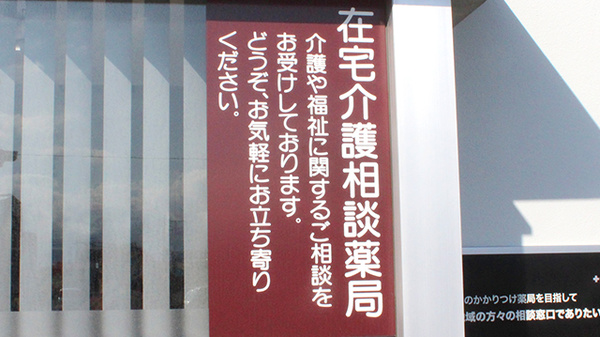 在宅介護相談薬局
介護や福祉に関するご相談を
お受けしております。
どうぞ、お気軽にお立ち寄り
ください。
のかかりつけ薬局を目指して
域の方々の相談窓口でありたい